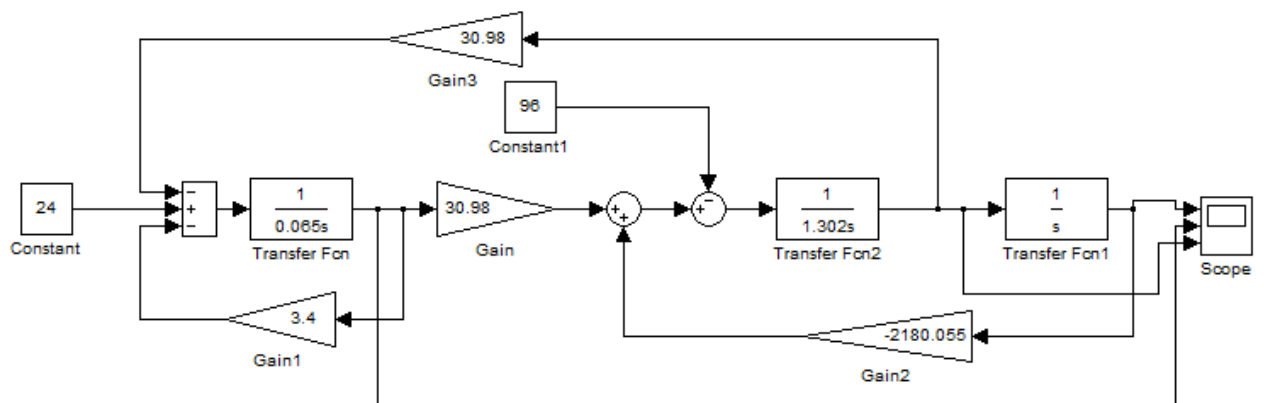 30.98
Gain3
96
Constant1
24
Constant
−
+
−
1
0.065s
Transfer Fcn
30.98
Gain
+
+
+
−
1
1.302s
Transfer Fcn2
1
s
Transfer Fcn1
Scope
3.4
Gain1
-2180.055
Gain2